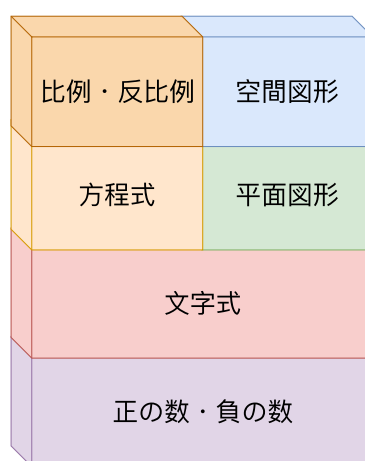 比例・反比例
空間図形
方程式
平面図形
文字式
正の数・負の数